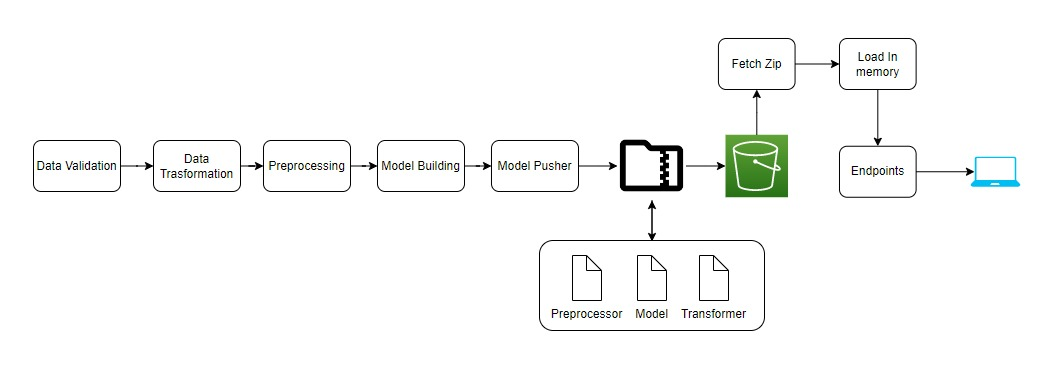 Fetch Zip
Load In
memory
Data Validation
Data
Trasformation
Preprocessing
Model Building
Model Pusher
Endpoints
Preprocessor
Model
Transformer